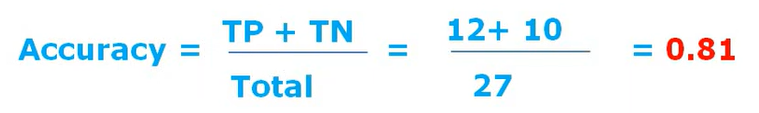 TP + TN 12+ 10
Accuracy = = = 0.81
Total 27